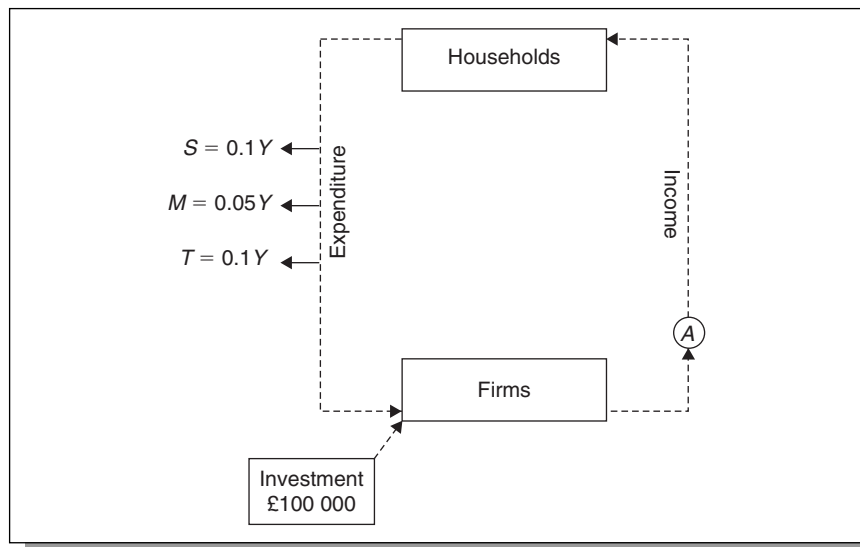 Households
S = 0.1Y
M = 0.05Y
T = 0.1Y
Expenditure
Income
A
Firms
Investment
£100 000